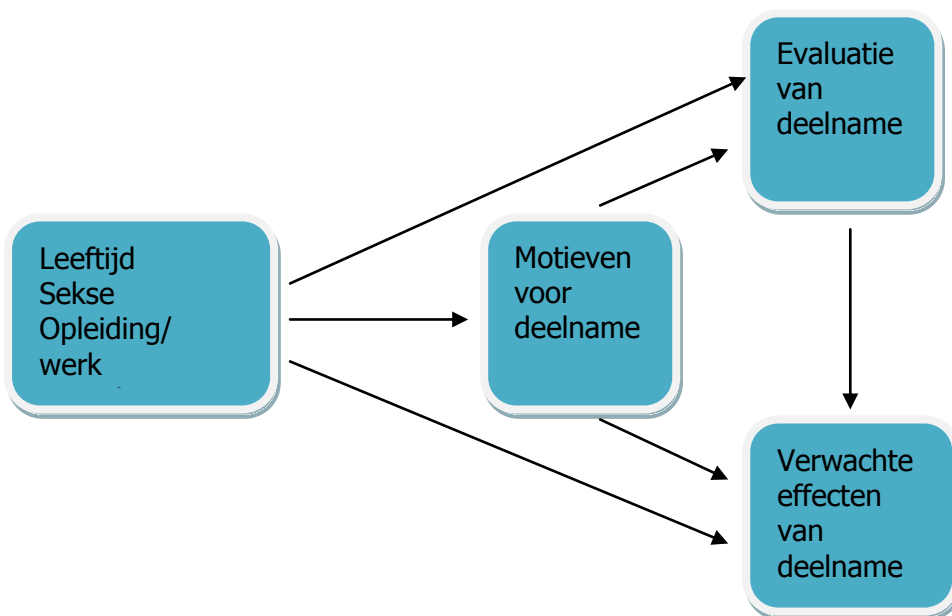 Evaluatie
van
deelname
Leeftijd
Sekse
Opleiding/
werk
Motieven
voor
deelname
Verwachte
effecten
van
deelname